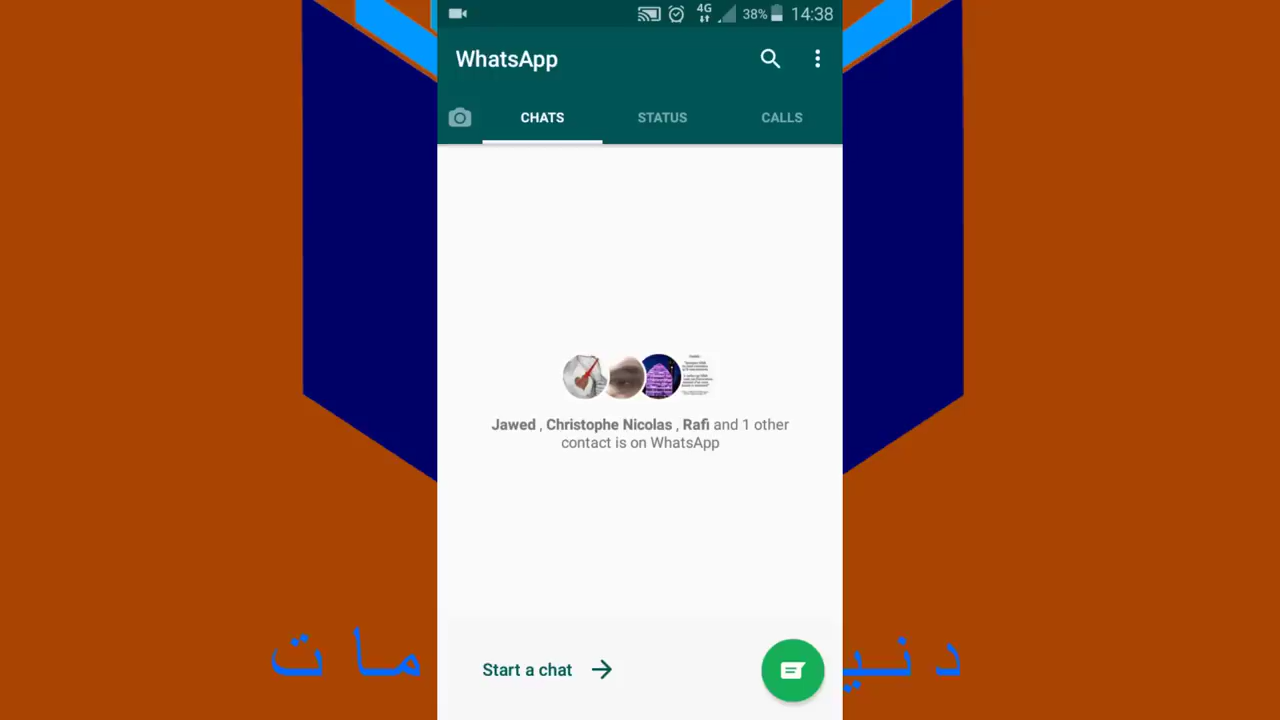 4G 38% 14:38
WhatsApp
CHATS STATUS CALLS
Jawed , Christophe Nicolas , Rafi and 1 other
contact is on WhatsApp
Start a chat